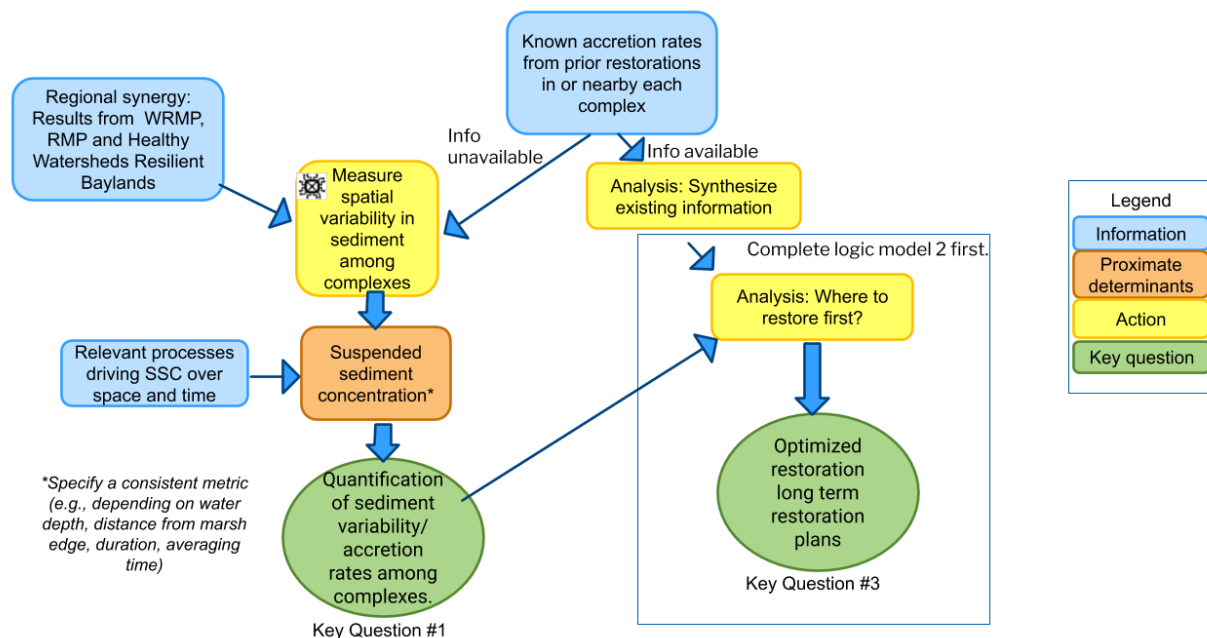 Known accretion rates
from prior restorations
in or nearby each
complex
Regional synergy:
Results from WRMP,
RMP and Healthy
Watersheds Resilient
Baylands
Info
unavailable
Info available
Measure
spatial
variability in
sediment
among
complexes
Analysis: Synthesize
existing information
Legend
Information
Proximate
determinants
Action
Key question
Complete logic model 2 first.
Analysis: Where to
restore first?
Relevant processes
driving SSC over
space and time
Suspended
sediment
concentration*
Optimized
restoration
long term
restoration
plans
Key Question #3
*Specify a consistent metric
(e.g., depending on water
depth, distance from marsh
edge, duration, averaging
time)
Quantification
of sediment
variability/
accretion
rates among
complexes.
Key Question #1